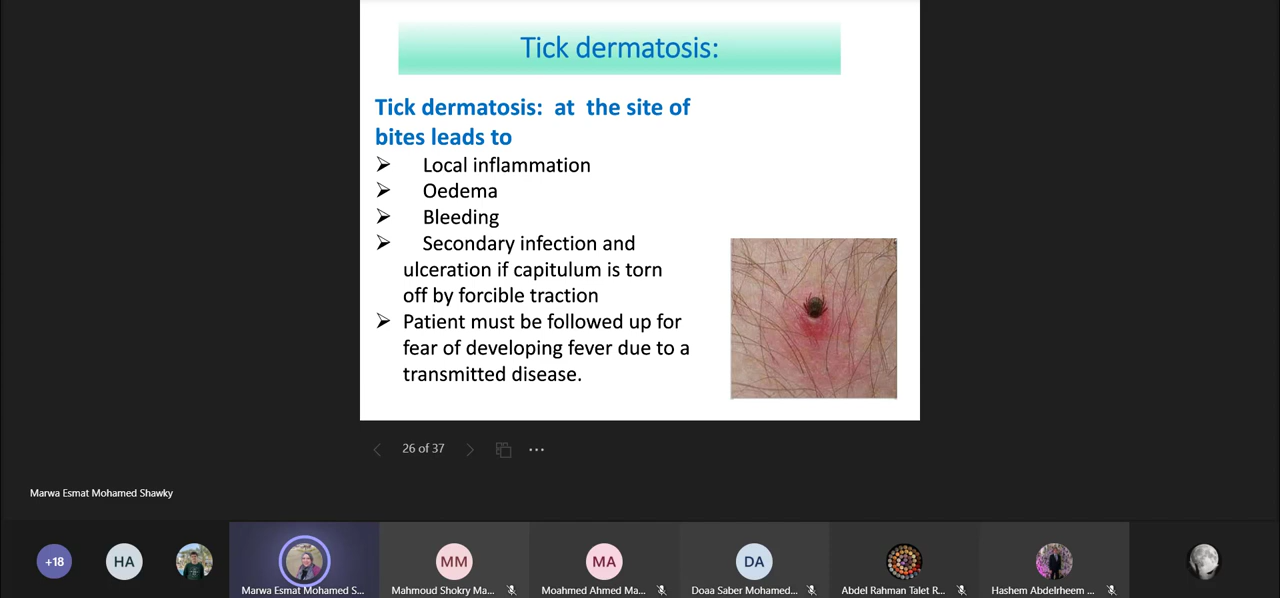 Tick dermatosis:
Tick dermatosis:  at  the site of
bites leads to
➢ Local inflammation
➢ Oedema
➢ Bleeding
➢ Secondary infection and
ulceration if capitulum is torn
off by forcible traction
➢ Patient must be followed up for
fear of developing fever due to a
transmitted disease.
26 of 37
Marwa Esmat Mohamed Shawky
+18
HA
MM
MA
DA
Marwa Esmat Mohamed S...
Mahmoud Shokry Ma...
Moahmed Ahmed Ma...
Doaa Saber Mohamed...
Abdel Rahman Talet R...
Hashem Abdelrheem ...